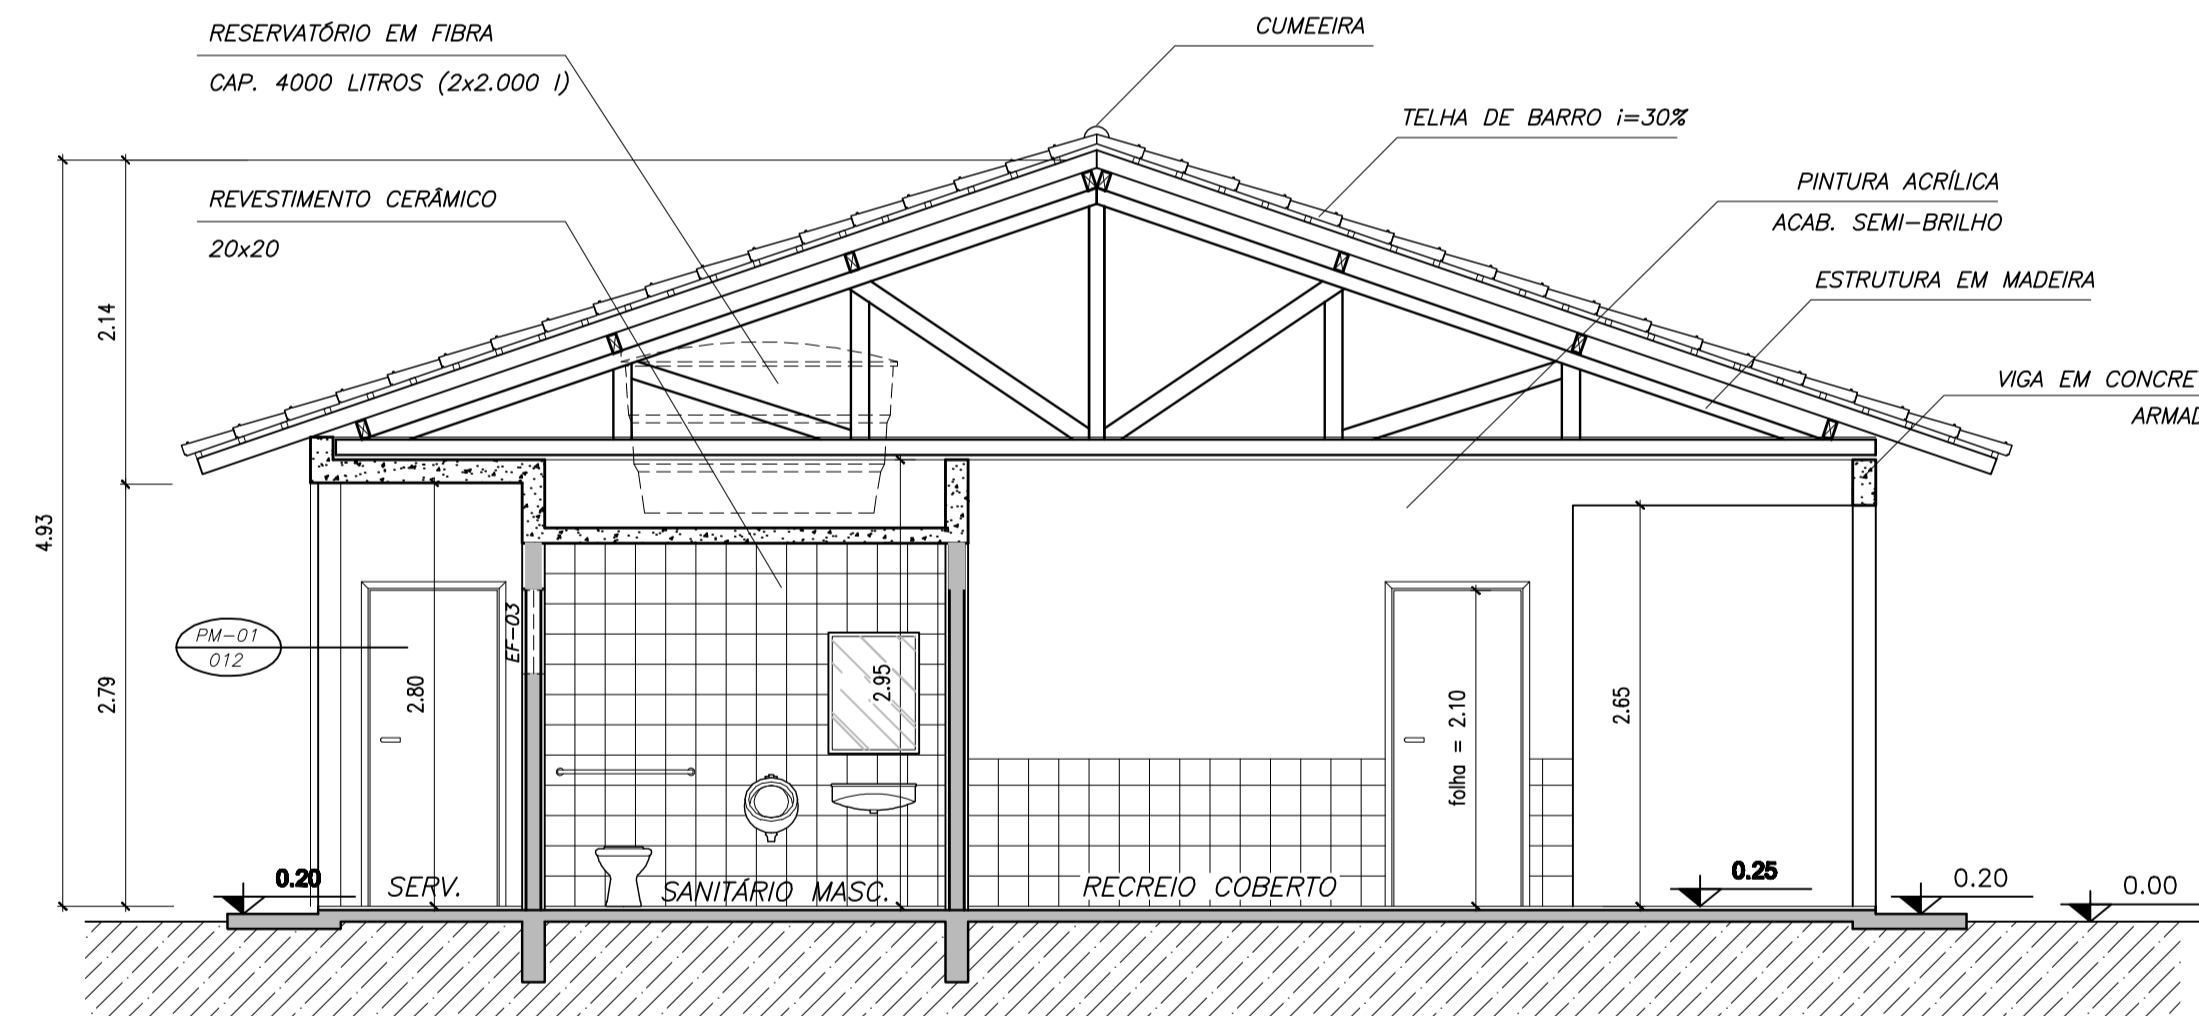 RESERVATÓRIO EM FIBRA
CAP. 4000 LITROS (2x2.000 l)
CUMEEIRA
TELHA DE BARRO i=30%
REVESTIMENTO CERÂMICO
20x20
PINTURA ACRÍLICA
ACAB. SEMI-BRILHO
ESTRUTURA EM MADEIRA
VIGA EM CONCRE
ARMAD
2.14
4.93
2.79
PM-01
012
EF-03
2.80
2.95
folha = 2.10
2.65
0.20
SERV.
SANITÁRIO MASC.
RECREIO COBERTO
0.25
0.20
0.00